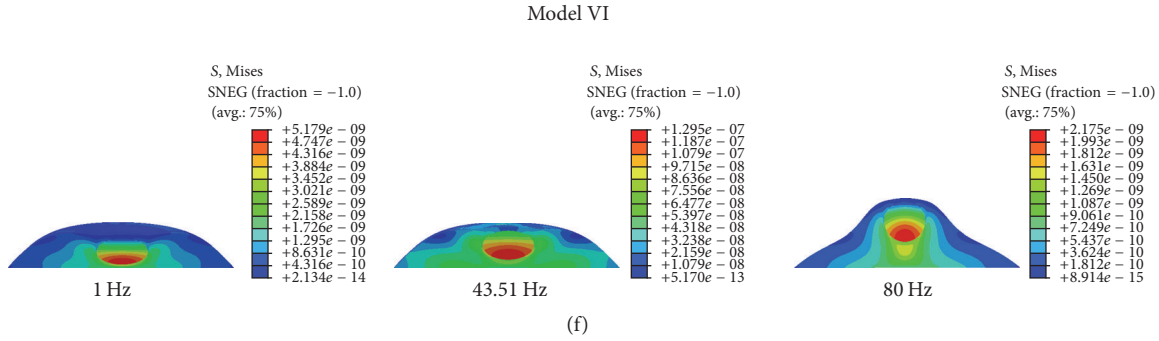 Model VI
S, Mises
SNEG (fraction = −1.0)
(avg.: 75%)
+5.179e − 09
+4.747e − 09
+4.316e − 09
+3.884e − 09
+3.452e − 09
+3.021e − 09
+2.589e − 09
+2.158e − 09
+1.726e − 09
+1.295e − 09
+8.631e − 10
+4.316e − 10
+2.134e − 14
1 Hz
S, Mises
SNEG (fraction = −1.0)
(avg.: 75%)
+1.295e − 07
+1.187e − 07
+1.079e − 07
+9.715e − 08
+8.636e − 08
+7.556e − 08
+6.477e − 08
+5.397e − 08
+4.318e − 08
+3.238e − 08
+2.159e − 08
+1.079e − 08
+5.170e − 13
43.51 Hz
S, Mises
SNEG (fraction = −1.0)
(avg.: 75%)
+2.175e − 09
+1.993e − 09
+1.812e − 09
+1.631e − 09
+1.450e − 09
+1.269e − 09
+1.087e − 09
+9.061e − 10
+7.249e − 10
+5.437e − 10
+3.624e − 10
+1.812e − 10
+8.914e − 15
80 Hz
(f)